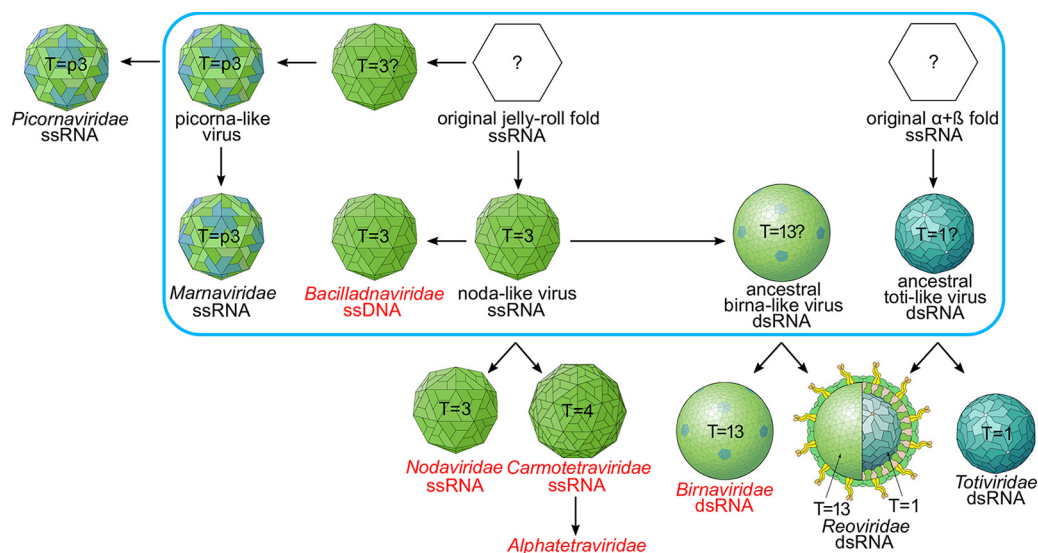 T=p3
Picornaviridae
ssRNA
T=p3
picorna-like
virus
T=3?
?
original jelly-roll fold
ssRNA
?
original α+ß fold
ssRNA
T=p3
Marnaviridae
ssRNA
T=3
Bacilladnaviridae
ssDNA
T=3
noda-like virus
ssRNA
T=13?
ancestral
birna-like virus
dsRNA
T=1?
ancestral
toti-like virus
dsRNA
T=3
Nodaviridae
ssRNA
T=4
Carmotetraviridae
ssRNA
Alphatetraviridae
T=13
Birnaviridae
dsRNA
T=13
T=1
Reoviridae
dsRNA
T=1
Totiviridae
dsRNA